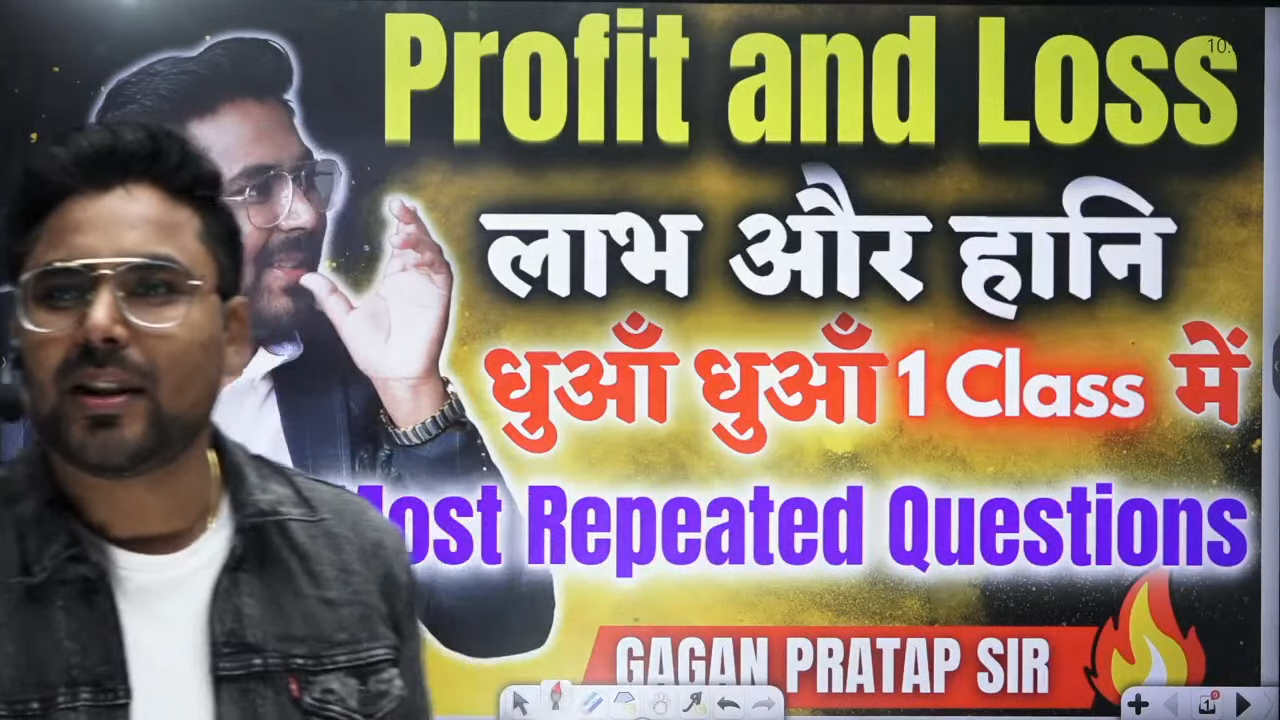 Profit and Loss
लाभ और हानि
धुआँ धुआँ 1 Class में
Most Repeated Questions
GAGAN PRATAP SIR